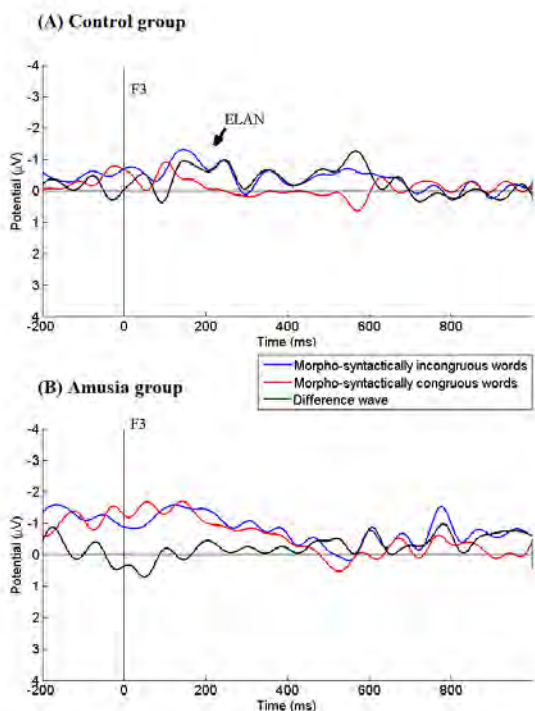 (A) Control group
-4
F3
-3
ELAN
-2
-1
0
1
2
3
4
Potential (µV)
-200 0 200 400 600 800
Time (ms)
Morpho-syntactically incongruous words
Morpho-syntactically congruous words
Difference wave
(B) Amusia group
-4
F3
-3
-2
-1
0
1
2
3
4
Potential (µV)
-200 0 200 400 600 800
Time (ms)